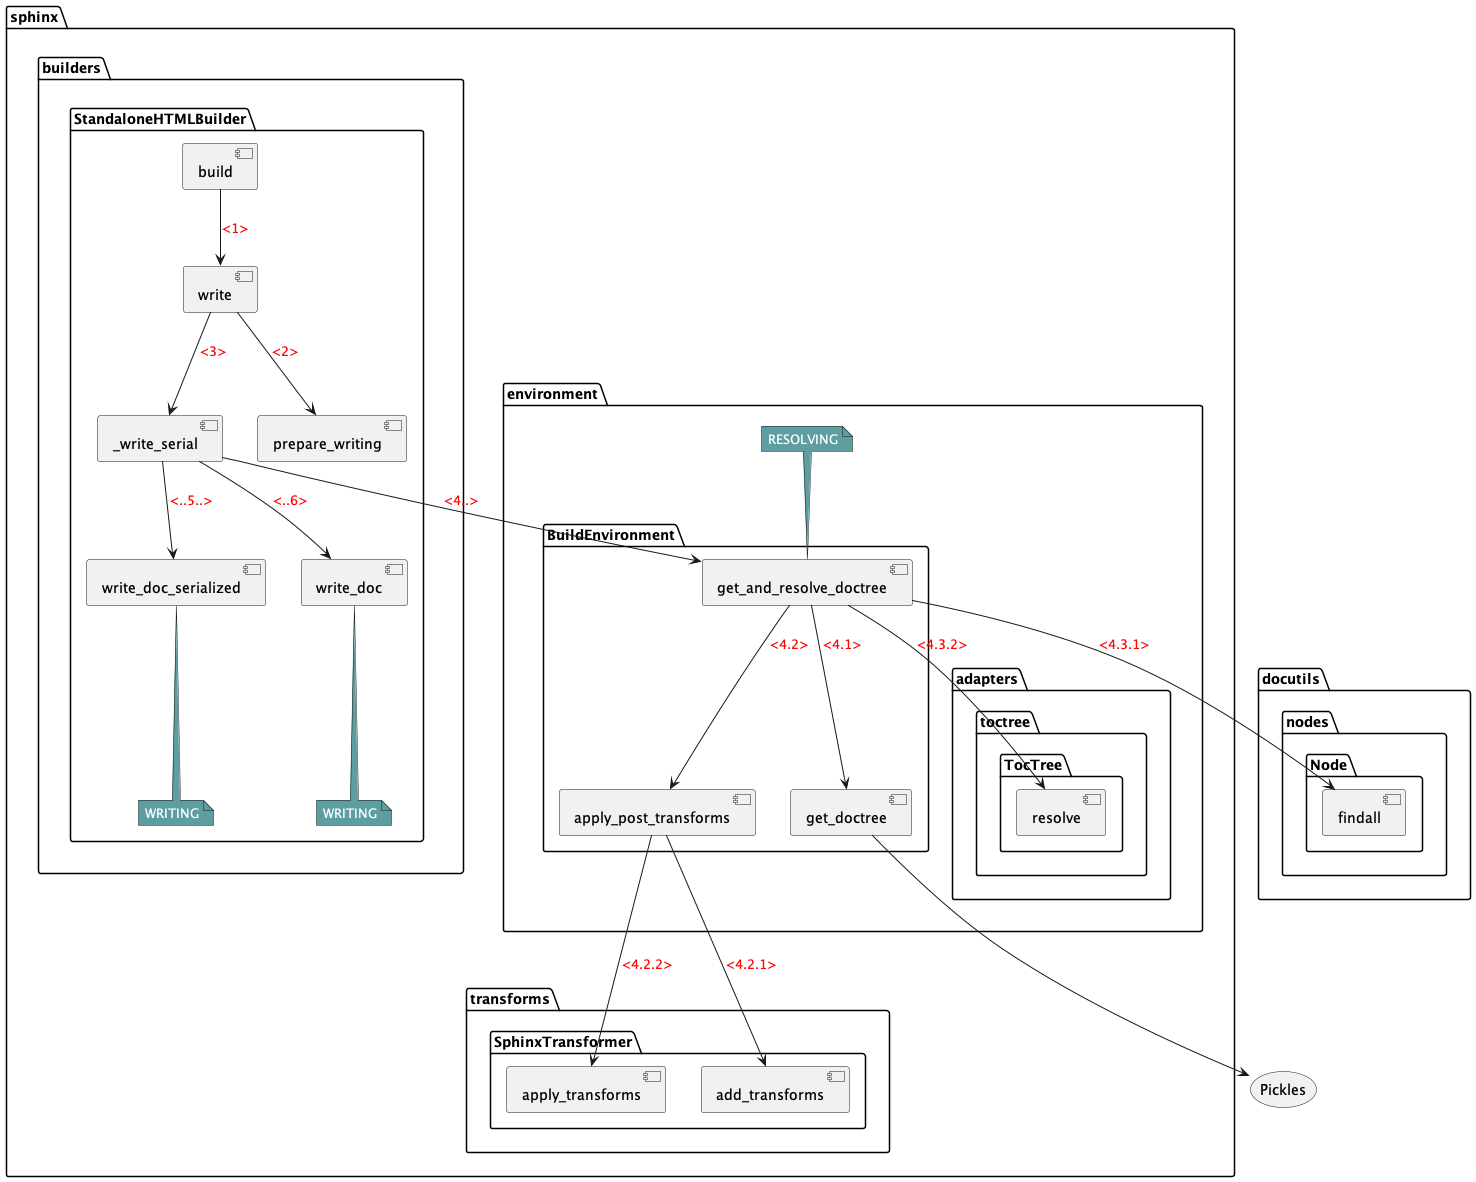 sphinx
builders
StandaloneHTMLBuilder
build
<1>
write
<3>
<2>
_write_serial
prepare_writing
<..5..>
<..6>
<4..>
write_doc_serialized
write_doc
WRITING
WRITING
environment
RESOLVING
BuildEnvironment
get_and_resolve_doctree
<4.2>
<4.1>
<4.3.2>
<4.3.1>
adapters
toctree
TocTree
resolve
docutils
nodes
Node
findall
apply_post_transforms
get_doctree
<4.2.2>
<4.2.1>
transforms
SphinxTransformer
apply_transforms
add_transforms
Pickles